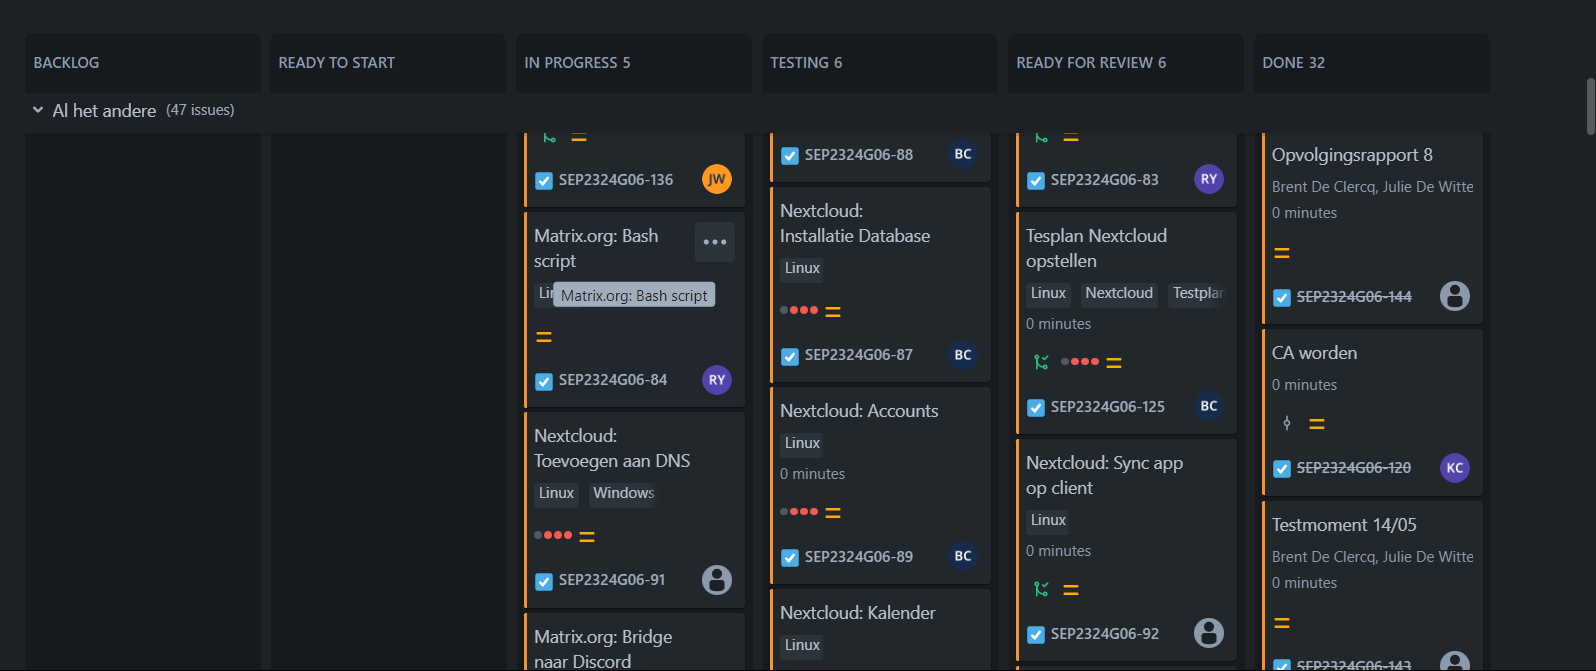 BACKLOG
READY TO START
IN PROGRESS 5
TESTING 6
READY FOR REVIEW 6
DONE 32
Al het andere (47 issues)
SEP2324G06-136
JW
Matrix.org: Bash
script
Matrix.org: Bash script
SEP2324G06-84
RY
Nextcloud:
Toevoegen aan DNS
Linux Windows
SEP2324G06-91
Matrix.org: Bridge
naar Discord
SEP2324G06-88
BC
Nextcloud:
Installatie Database
Linux
SEP2324G06-87
BC
Nextcloud: Accounts
Linux
0 minutes
SEP2324G06-89
BC
Nextcloud: Kalender
Linux
SEP2324G06-83
RY
Tesplan Nextcloud
opstellen
Linux Nextcloud Testplan
0 minutes
SEP2324G06-125
BC
Nextcloud: Sync app
op client
Linux
0 minutes
SEP2324G06-92
Opvolgingsrapport 8
Brent De Clercq, Julie De Witte
0 minutes
SEP2324G06-144
CA worden
0 minutes
SEP2324G06-120
KC
Testmoment 14/05
Brent De Clercq, Julie De Witte
0 minutes
SEP2324G06-143